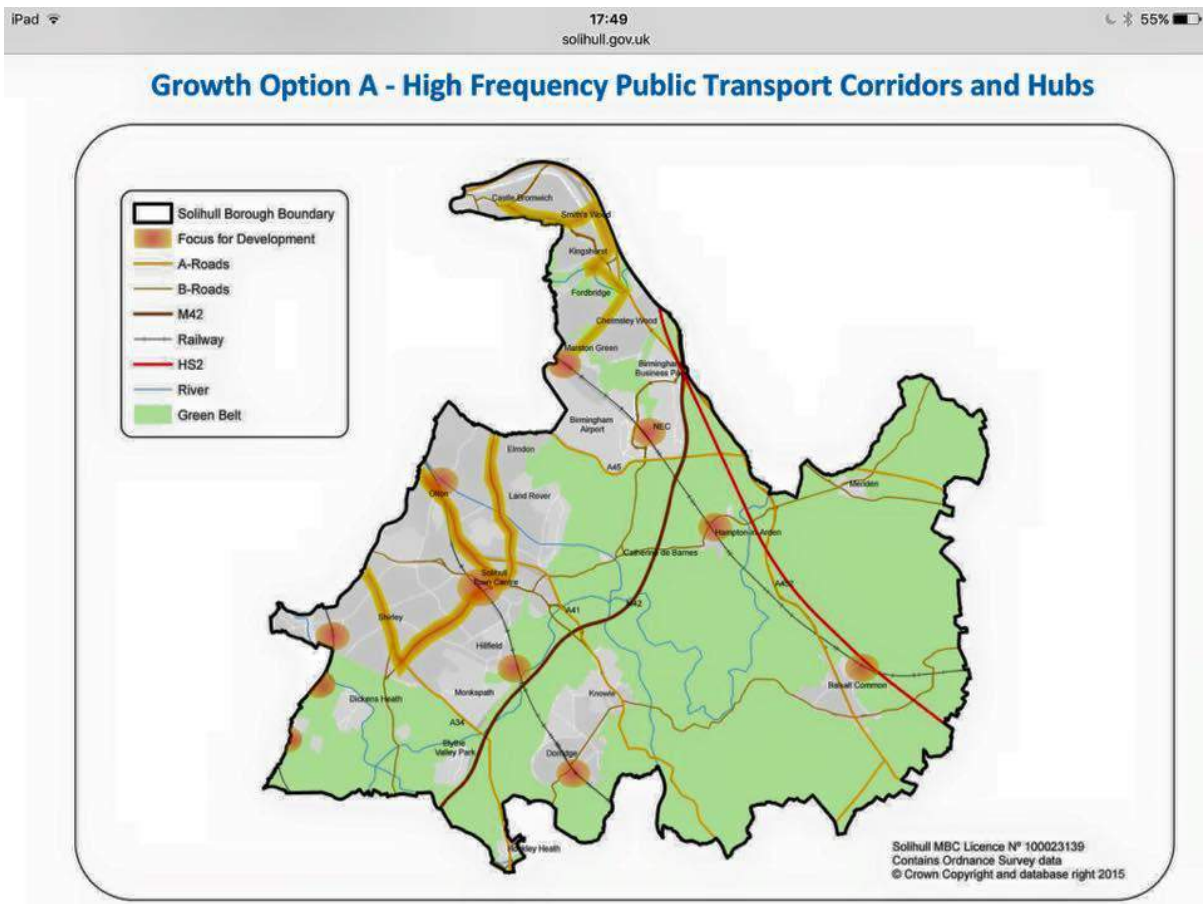 iPad
17:49
55%
solihull.gov.uk
Growth Option A - High Frequency Public Transport Corridors and Hubs
Solihull Borough Boundary
Focus for Development
A-Roads
B-Roads
M42
Railway
HS2
River
Green Belt
Castle Bromwich
Smith's Wood
Kingshurst
Fordbridge
Chelmsley Wood
Marston Green
Birmingham
Business Pa
Birmingham
Airport
NEC
Elmdon
A45
Olton
Land Rover
Meriden
Hampton-in-Arden
Catherine de Barnes
Solihull
Town Centre
A452
A41
M42
Shirley
Hillfield
Dickens Heath
Monkspath
Knowle
Balsall Common
A34
Blythe
Valley Park
Dorridge
Hockley Heath
Solihull MBC Licence Nº 100023139
Contains Ordnance Survey data
© Crown Copyright and database right 2015